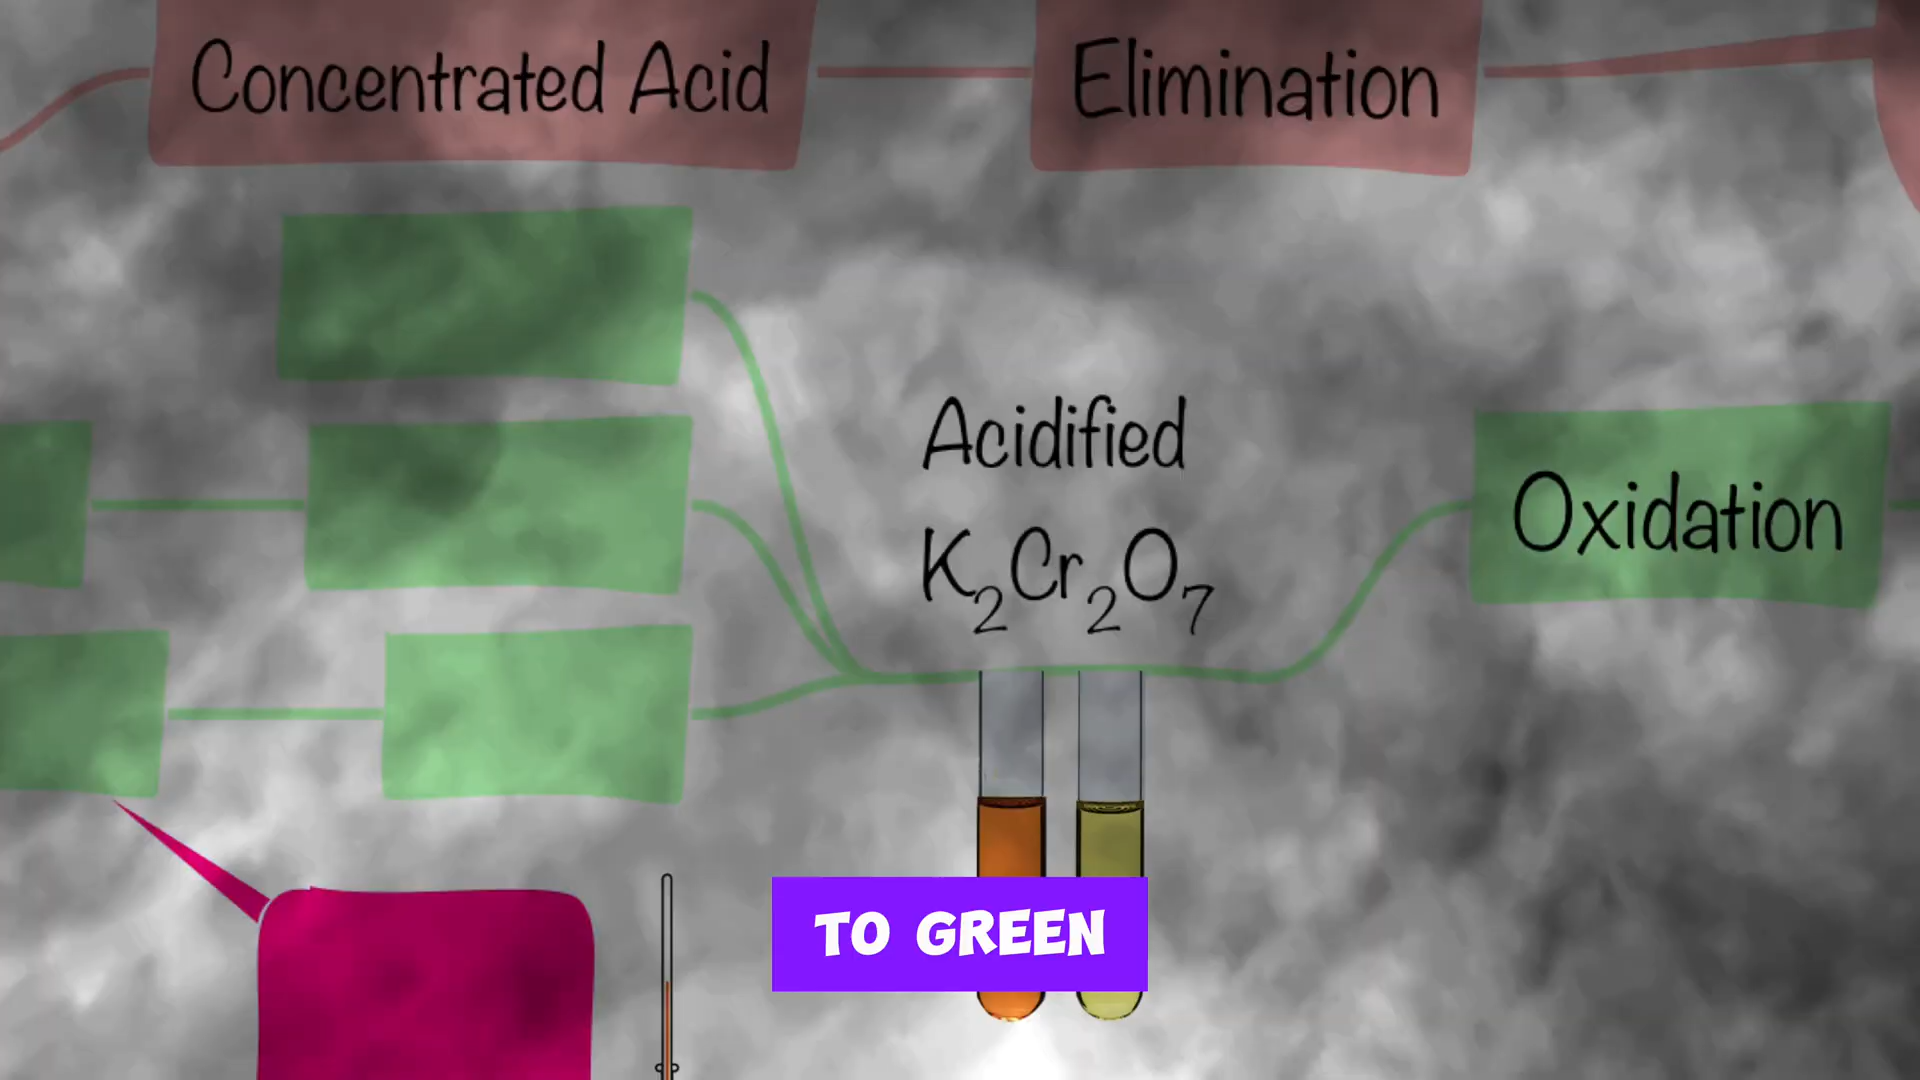 Concentrated Acid
Elimination
Acidified
K₂Cr₂O₇
Oxidation
TO GREEN